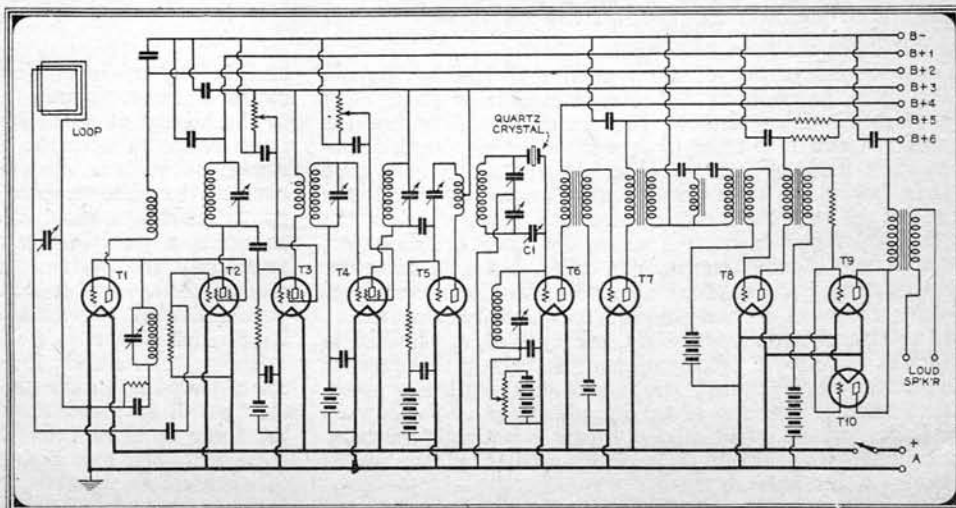 B-
B+1
B+2
B+3
B+4
B+5
B+6
LOOP
QUARTZ
CRYSTAL
C1
T1
T2
T3
T4
T5
T6
T7
T8
T9
T10
LOUD
SP'K'R
+
A
-